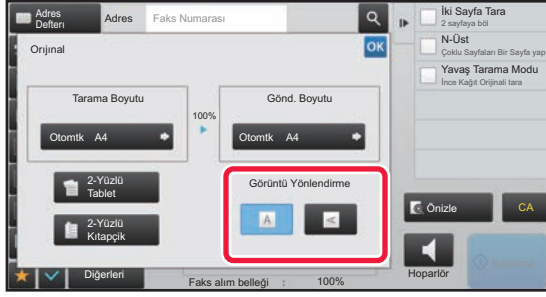 Adres
Defteri
Adres
Faks Numarası
Orijinal
OK
Tarama Boyutu
100%
Gönd. Boyutu
Otomtk A4
Otomtk A4
2-Yüzlü
Tablet
2-Yüzlü
Kıtapçik
Görüntü Yönlendirme
A
A
Diğerleri
Faks alım belleği : 100%
İki Sayfa Tara
2 sayfaya böl
N-Üst
Çoklu Sayfaları Bir Sayfa yap
Yavaş Tarama Modu
İnce Kağıt Orijinali tara
Önizle
CA
Hoparlör